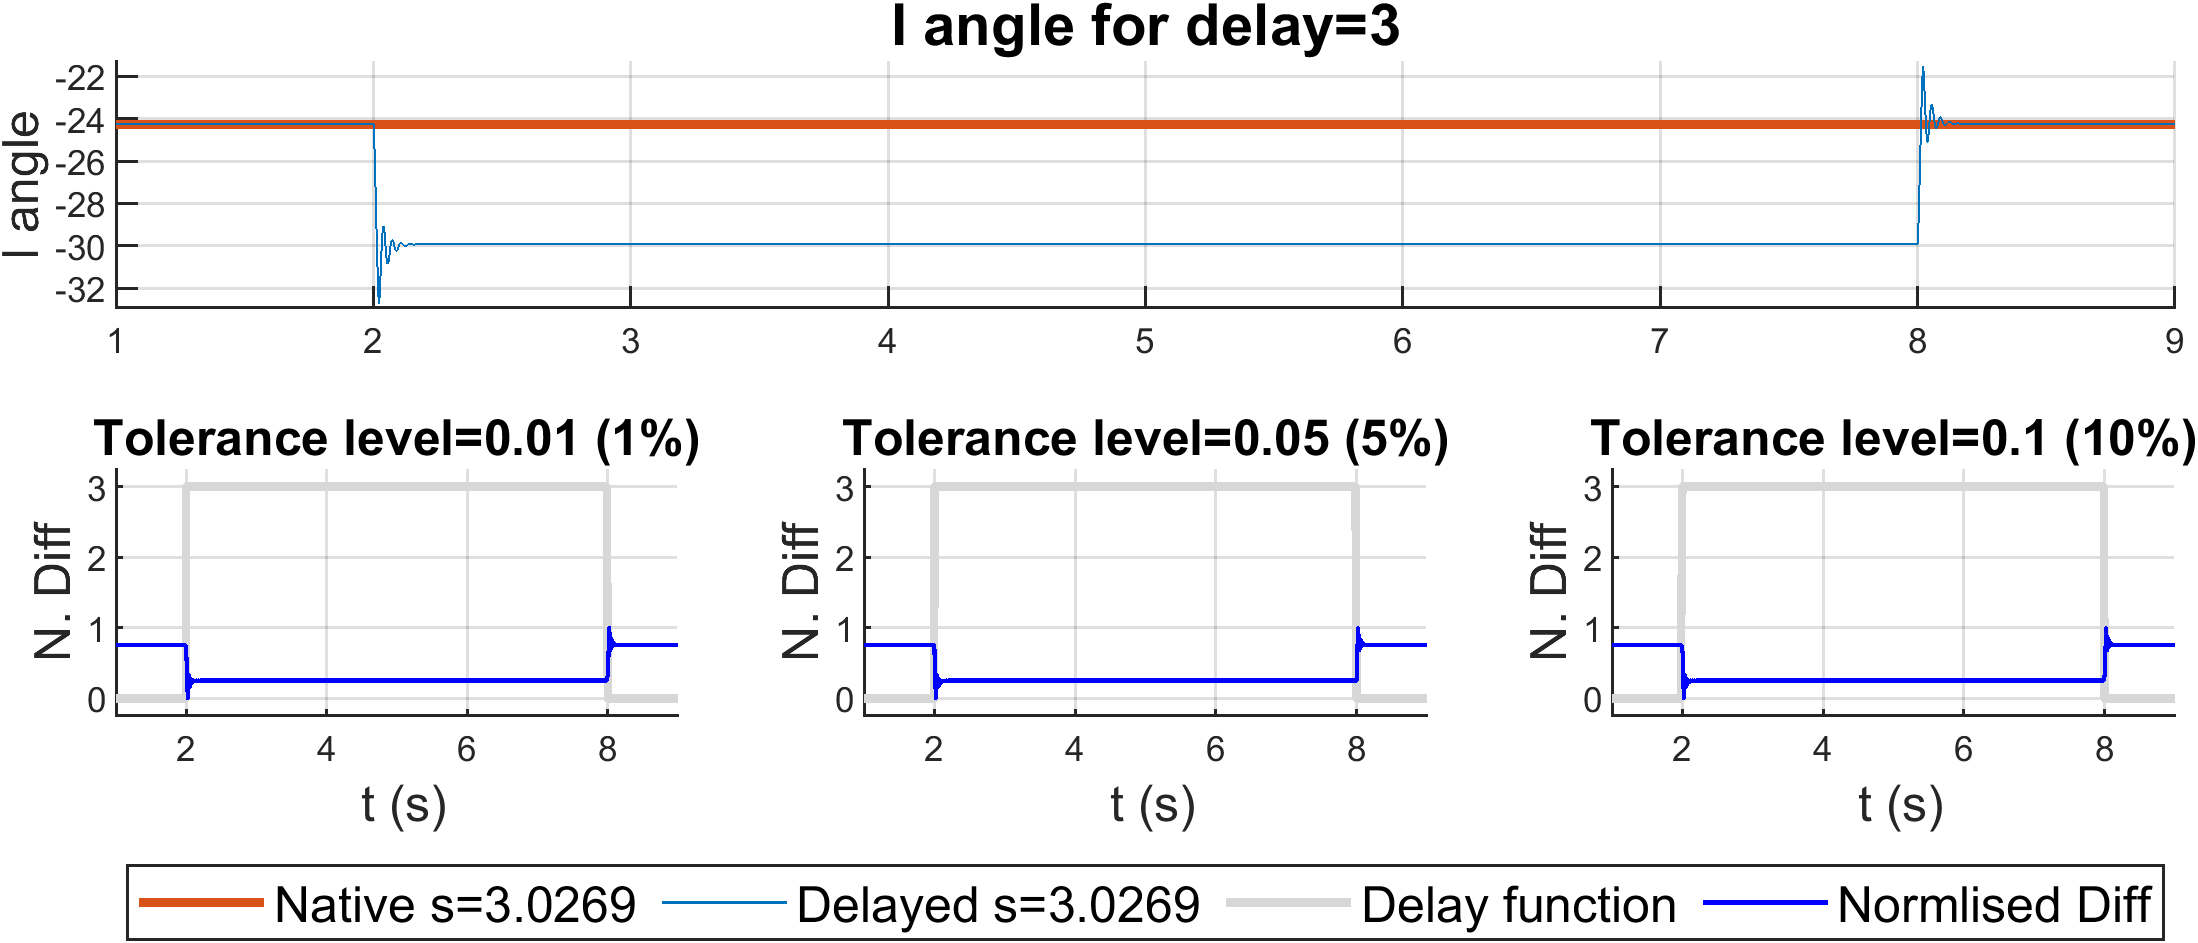 I angle for delay=3
I angle
-22
-24
-26
-28
-30
-32
1 2 3 4 5 6 7 8 9
Tolerance level=0.01 (1%)
N. Diff
3
2
1
0
2 4 6 8
t (s)
Tolerance level=0.05 (5%)
N. Diff
3
2
1
0
2 4 6 8
t (s)
Tolerance level=0.1 (10%)
N. Diff
3
2
1
0
2 4 6 8
t (s)
Native s=3.0269 Delayed s=3.0269 Delay function Normlised Diff